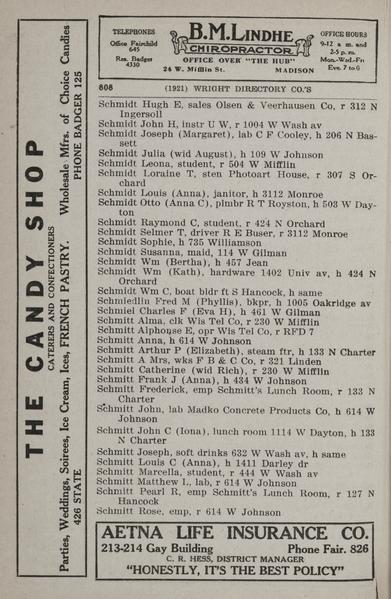 TELEPHONES
Office Fairchild
645
Res. Badger
4330
B.M. LINDHE
CHIROPRACTOR
OFFICE OVER "THE HUB"
24 W. Mifflin St. MADISON
OFFICE HOURS
9-12 a m. and
2-5 p. m.
Mon.-Wed.-Fri
Eve. 7 to 8
THE CANDY SHOP
CATERERS AND CONFECTIONERS
Parties, Weddings, Soirees, Ice Cream, Ices, FRENCH PASTRY. Wholesale Mfrs. of Choice Candies
426 STATE PHONE BADGER 125
608 (1921) WRIGHT DIRECTORY CO.'S
Schmidt Hugh E, sales Olsen & Veerhusen Co, r 312 N
Ingersoll
Schmidt John H, instr U W, r 1004 W Wash av
Schmidt Joseph (Margaret), lab C F Cooley, h 206 N Bas-
sett
Schmidt Julia (wid August), h 109 W Johnson
Schmidt Leona, student, r 504 W Mifflin
Schmidt Loraine T, sten Photoart House, r 307 S Or-
chard
Schmidt Louis (Anna), janitor, h 3112 Monroe
Schmidt Otto (Anna C), plmbr R T Royston, h 503 W Day-
ton
Schmidt Raymond C, student, r 424 N Orchard
Schmidt Selmer T, driver R E Buser, r 3112 Monroe
Schmidt Sophie, h 735 Williamson
Schmidt Susanna, maid, 114 W Gilman
Schmidt Wm (Bertha), h 457 Jean
Schmidt Wm (Kath), hardware 1402 Univ av, h 424 N
Orchard
Schmidt Wm C, boat bldr ft S Hancock, h same
Schmiedlin Fred M (Phyllis), bkpr, h 1005 Oakridge av
Schmiel Charles F (Eva H), h 461 W Gilman
Schmitt Alma, clk Wis Tel Co, r 230 W Mifflin
Schmitt Alphonse E, opr Wis Tel Co, r RFD 7
Schmitt Anna, h 614 W Johnson
Schmitt Arthur P (Elizabeth), steam ftr, h 133 N Charter
Schmitt A Mrs, wks F B & C Co, r 321 Linden
Schmitt Catherine (wid Rich), r 230 W Mifflin
Schmitt Frank J (Anna), h 434 W Johnson
Schmitt Frederick, emp Schmitt's Lunch Room, r 133 N
Charter
Schmitt John, lab Madko Concrete Products Co, h 614 W
Johnson
Schmitt John C (Iona), lunch room 1114 W Dayton, h 133
N Charter
Schmitt Joseph, soft drinks 632 W Wash av, h same
Schmitt Louis C (Anna), h 1411 Darley dr
Schmitt Marcella, student, r 444 W Wash av
Schmitt Matthew L, lab, r 614 W Johnson
Schmitt Pearl R, emp Schmitt's Lunch Room, r 127 N
Hancock
Schmitt Rose, emp, r 614 W Johnson
AETNA LIFE INSURANCE CO.
213-214 Gay Building Phone Fair. 826
C. R. HESS, DISTRICT MANAGER
"HONESTLY, IT'S THE BEST POLICY"